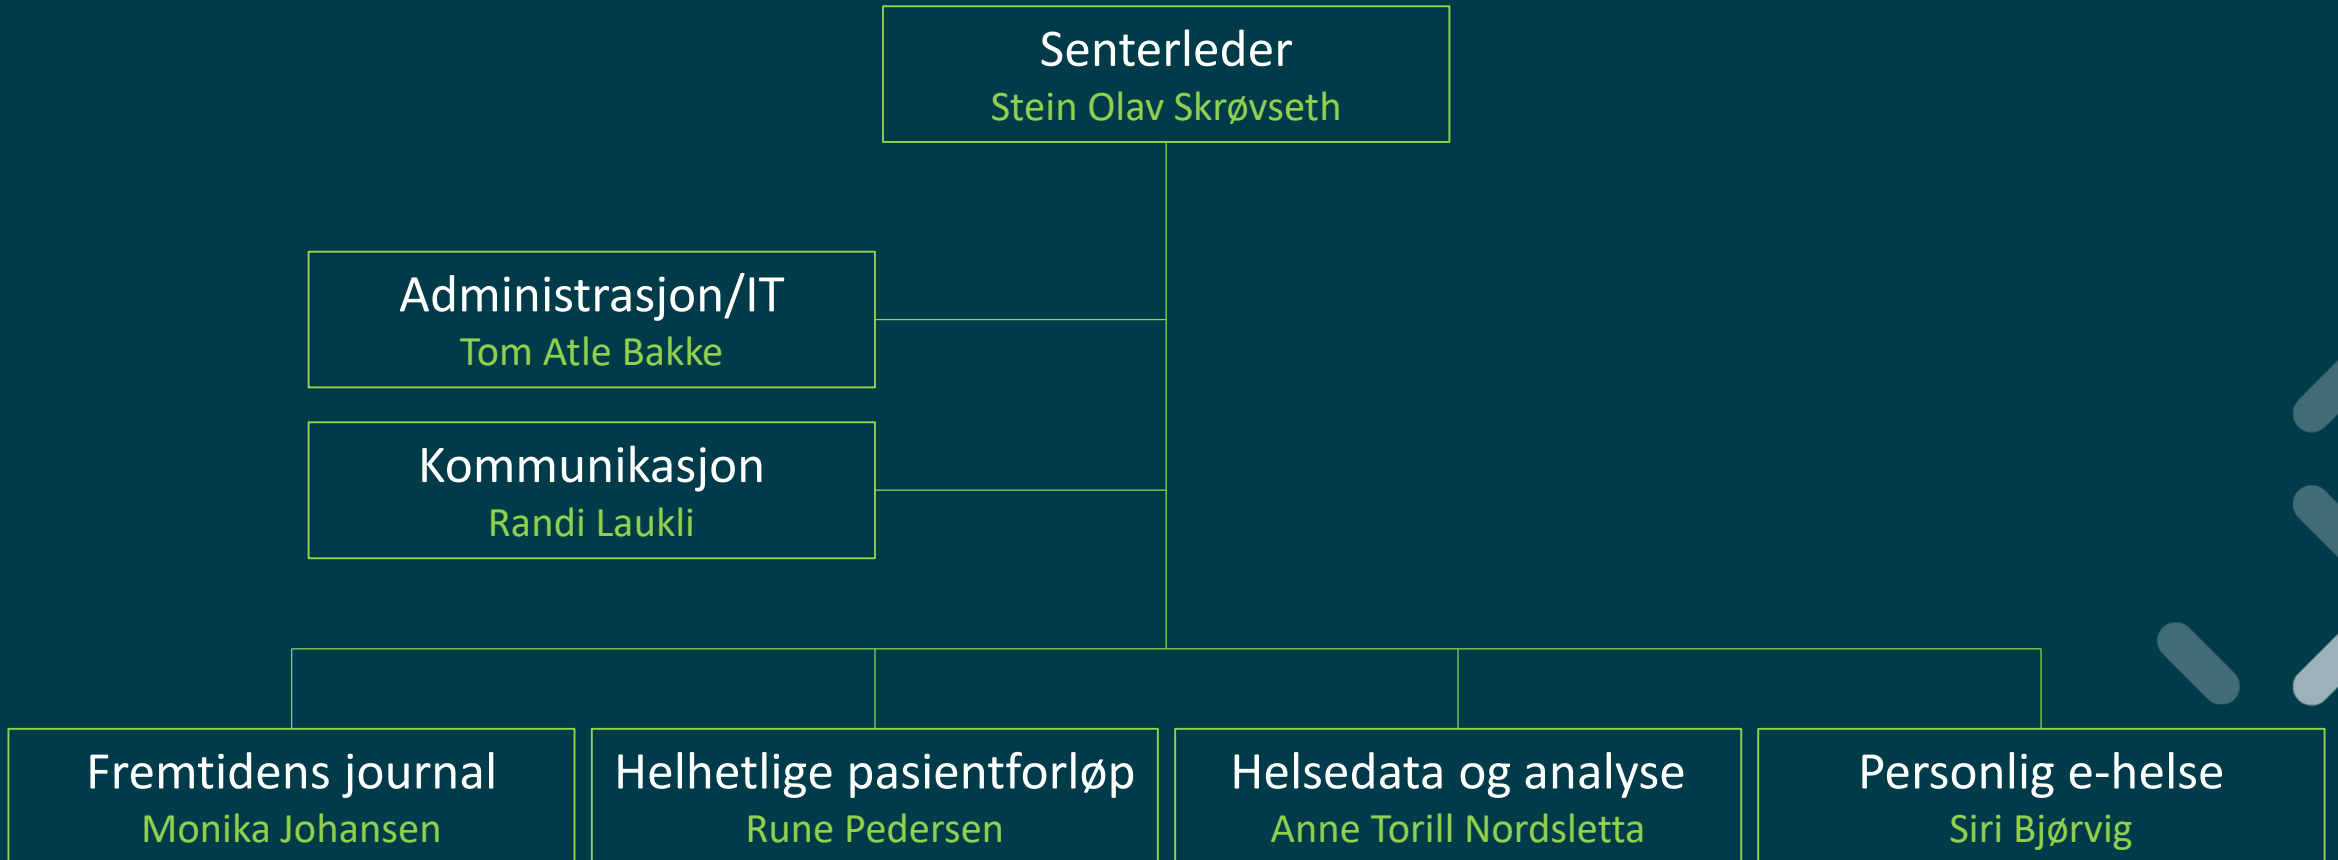 Senterleder
Stein Olav Skrøvseth
Administrasjon/IT
Tom Atle Bakke
Kommunikasjon
Randi Laukli
Fremtidens journal
Monika Johansen
Helhetlige pasientforløp
Rune Pedersen
Helsedata og analyse
Anne Torill Nordsletta
Personlig e-helse
Siri Bjørvig